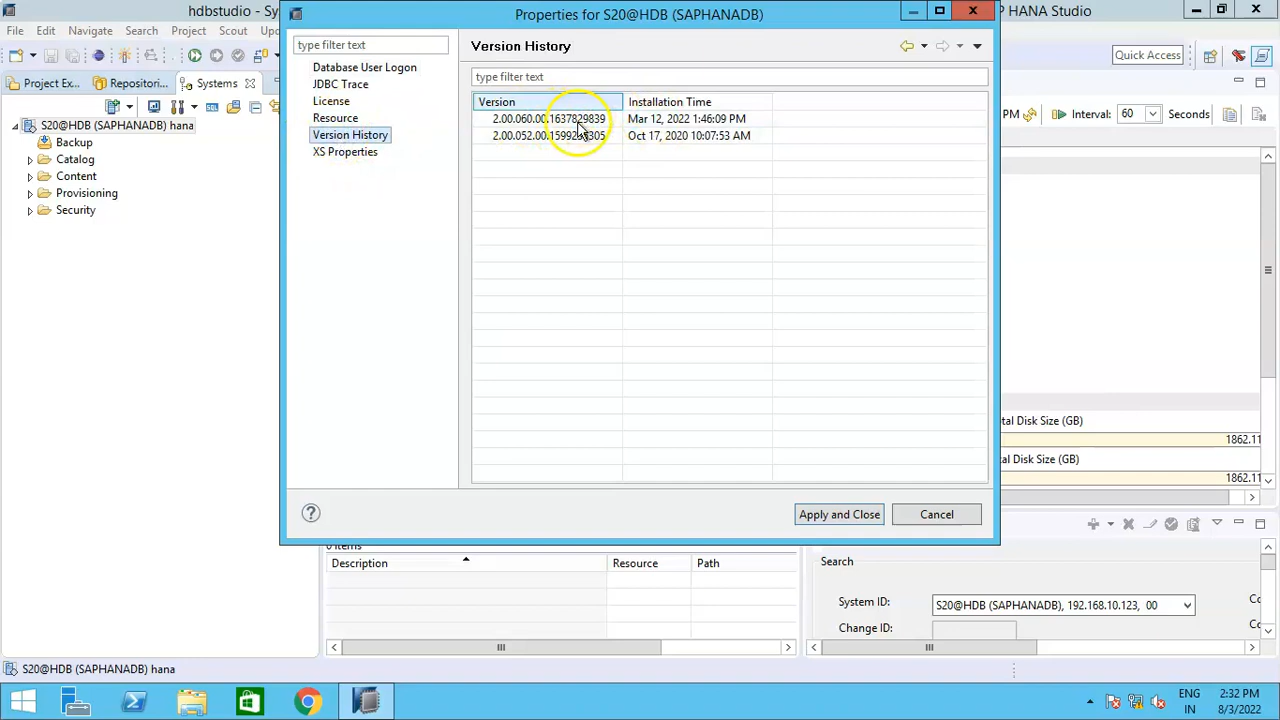 hdbstudio - Sy
Properties for S20@HDB (SAPHANADB)
P HANA Studio
File Edit Navigate Search Project Scrip
Quick Access
Project Ex Repositori Systems
type filter text
Database User Logon
JDBC Trace
License
Resource
Version History
XS Properties
Version History
type filter text
Version Installation Time
2.00.060.00.1637829839 Mar 12, 2022 1:46:09 PM
Oct 17, 2020 10:07:53 AM
PM Interval: 60
S20@HDB (SAPHANADB) hana
Backup
Catalog
Content
Provisioning
Security
tal Disk Size (GB)
1862.11
tal Disk Size (GB)
1862.11
Apply and Close Cancel
0 items
Description Resource Path
Search
System ID: S20@HDB (SAPHANADB), 192.168.10.123, 00
Change ID:
S20@HDB (SAPHANADB) hana
ENG
IN
2:32 PM
8/3/2022